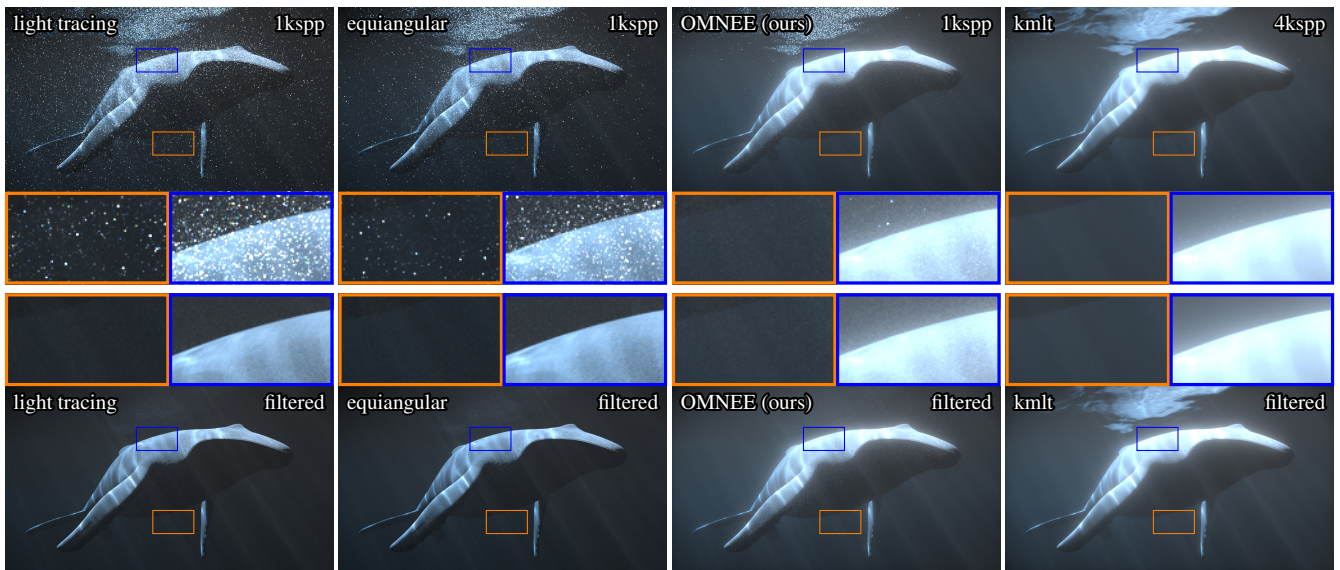 light tracing 1kspp
equiangular 1kspp
OMNEE (ours) 1kspp
kmlt 4kspp
light tracing filtered
equiangular filtered
OMNEE (ours) filtered
kmlt filtered